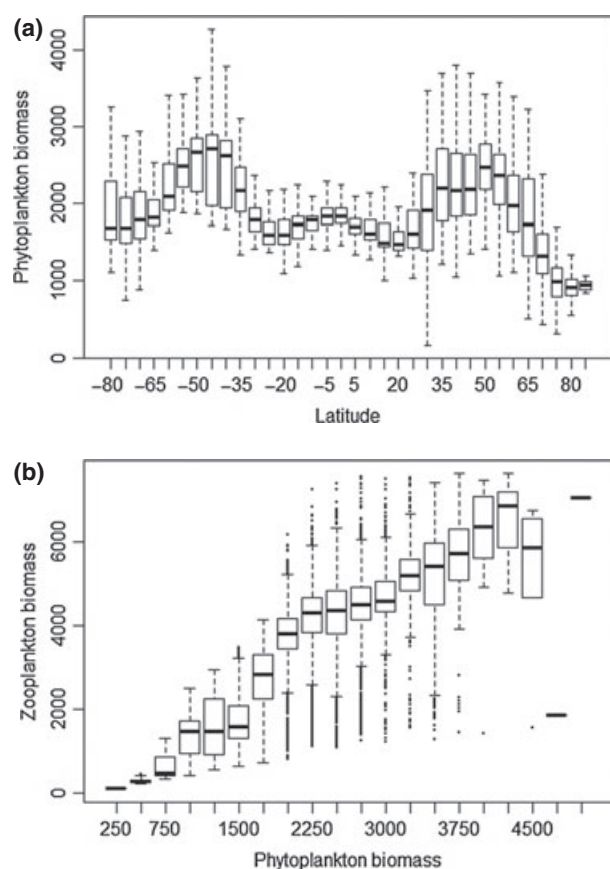 (a)
Phytoplankton biomass
4000
3000
2000
1000
0
−80 −65 −50 −35 −20 −5 5 20 35 50 65 80
Latitude
(b)
Zooplankton biomass
6000
4000
2000
0
250 750 1500 2250 3000 3750 4500
Phytoplankton biomass